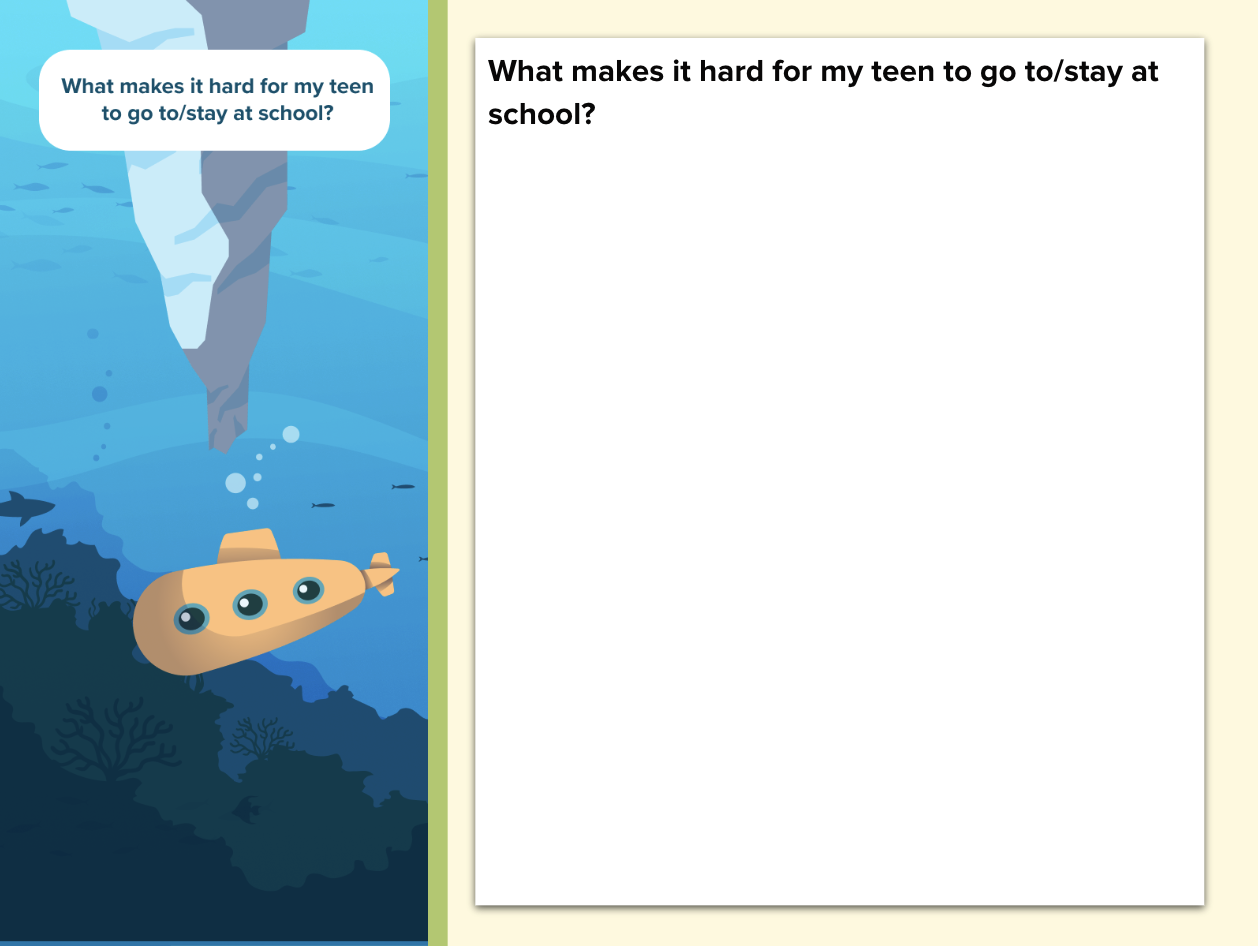 What makes it hard for my teen
to go to/stay at school?
What makes it hard for my teen to go to/stay at
school?